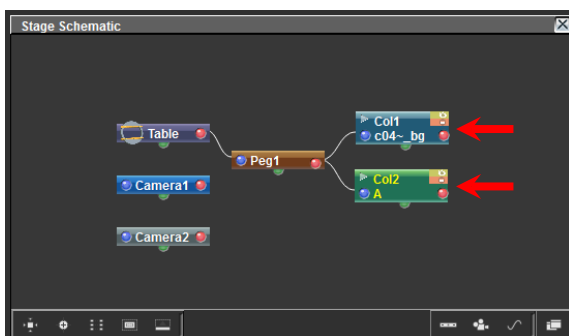 Stage Schematic
Table
Col1
c04~_bg
Peg1
Camera1
Col2
A
Camera2